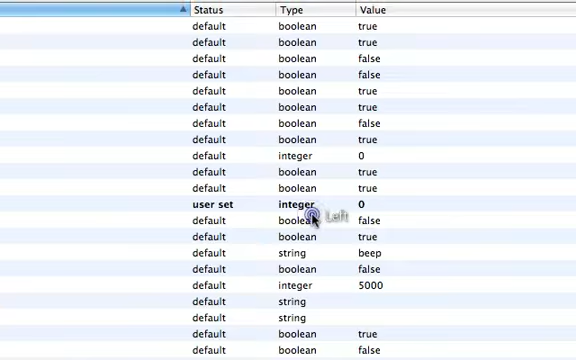 Status Type Value
default boolean true
default boolean true
default boolean false
default boolean false
default boolean true
default boolean true
default boolean false
default boolean true
default integer 0
default boolean true
default boolean true
user set integer 0
Left
default boolean false
default boolean true
default string beep
default boolean false
default integer 5000
default string
default string
default boolean true
default boolean false